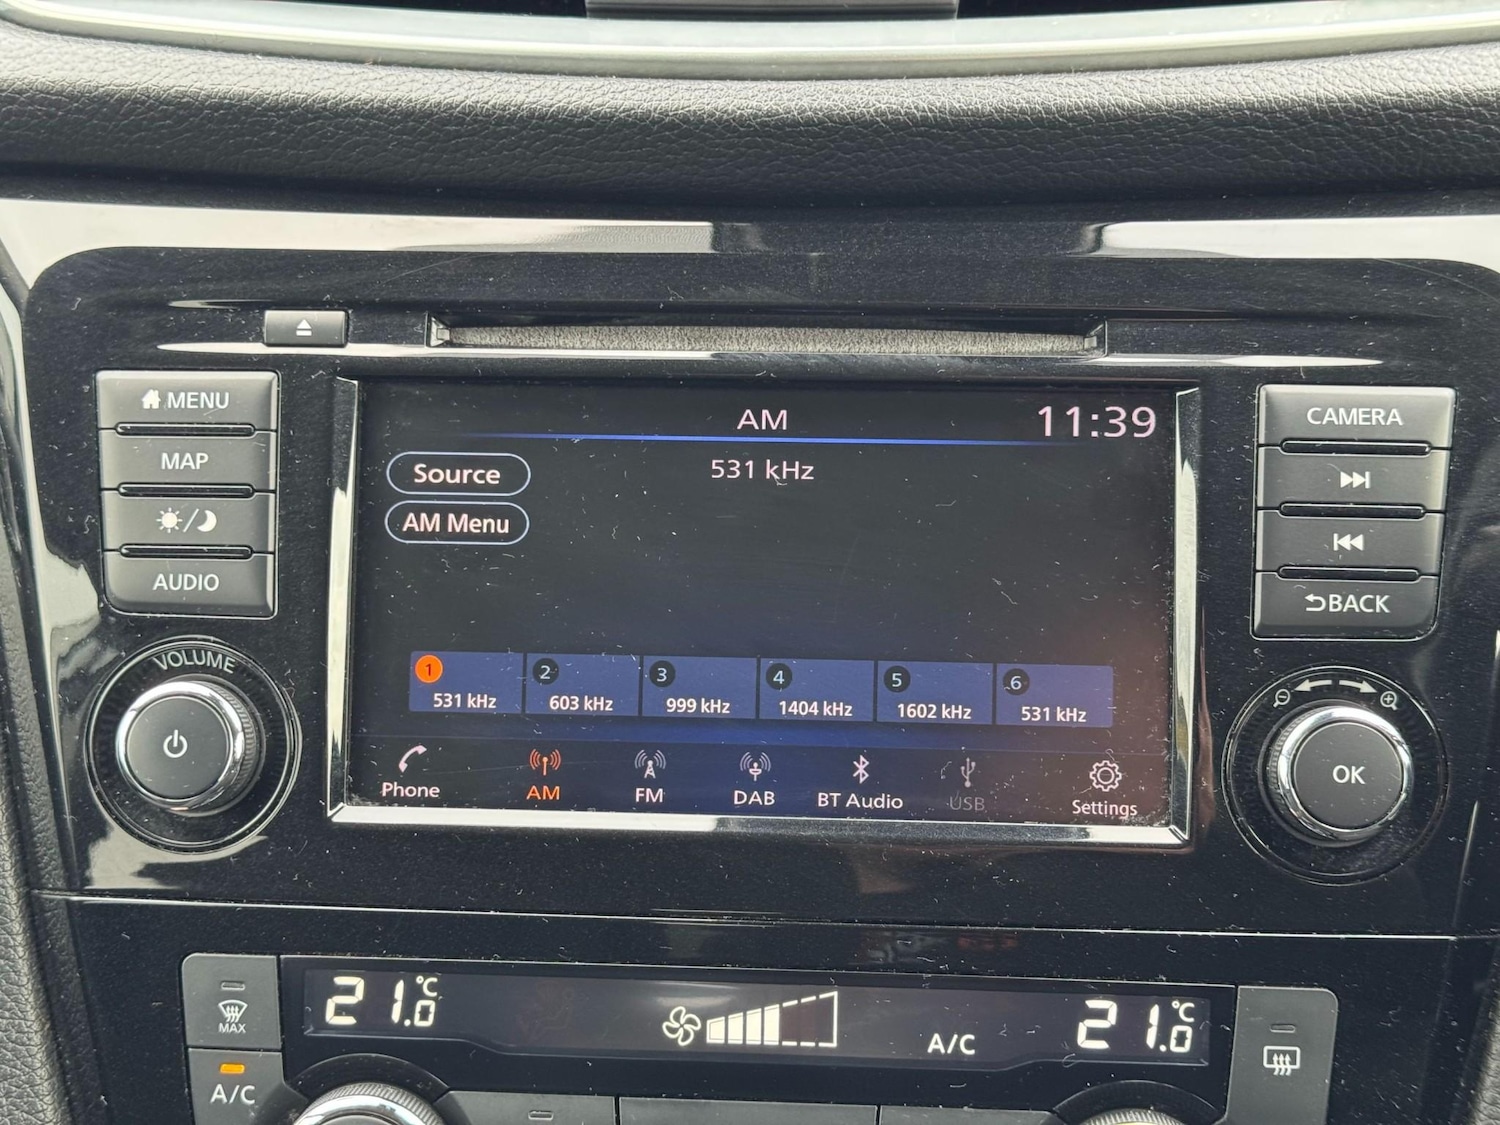 MENU
MAP
AUDIO
VOLUME
AM
11:39
531 kHz
Source
AM Menu
1
531 kHz
2
603 kHz
3
999 kHz
4
1404 kHz
5
1602 kHz
6
531 kHz
Phone
AM
FM
DAB
BT Audio
USB
Settings
CAMERA
BACK
OK
MAX
A/C
21.0 °C
A/C
21.0 °C